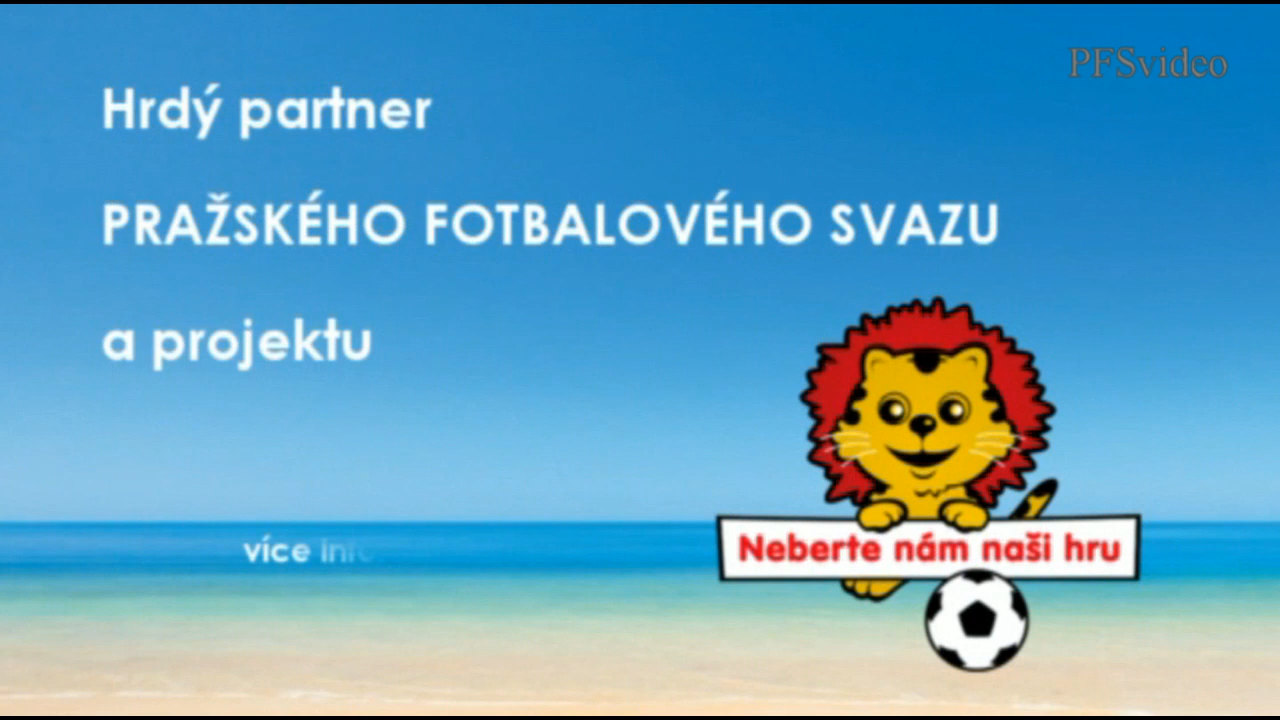 PFSvideo
Hrdý partner
PRAŽSKÉHO FOTBALOVÉHO SVAZU
a projektu
Neberte nám naši hru
více